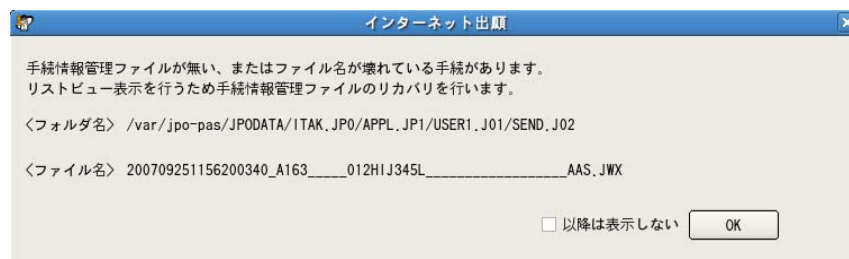 インターネット出願
手続情報管理ファイルが無い、またはファイル名が壊れている手続があります。
リストビュー表示を行うため手続情報管理ファイルのリカバリを行います。
〈フォルダ名〉 /var/jpo-pas/JPODATA/ITAK.JP0/APPL.JP1/USER1.J01/SEND.J02
〈ファイル名〉 200709251156200340_A163_____012HIJ345L__________________AAS.JWX
以降は表示しない OK